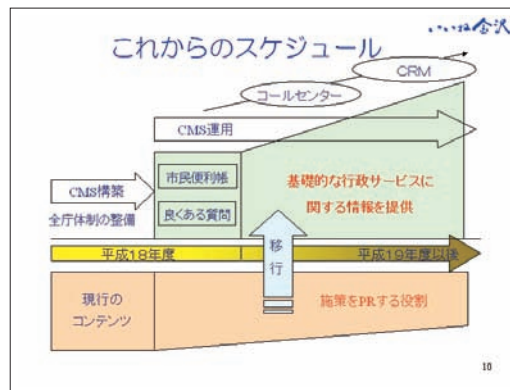 いいね金沢
これからのスケジュール
CRM
コールセンター
CMS運用
CMS構築
全庁体制の整備
市民便利帳
良くある質問
基礎的な行政サービスに
関する情報を提供
平成18年度
平成19年度以後
移
行
現行の
コンテンツ
施策をPRする役割
10